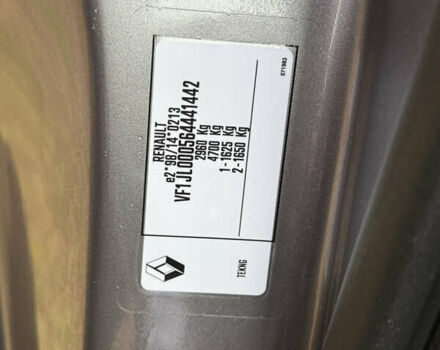 RENAULT
e2*98/14*0213
VF1JL000564441442
2960 Kg
4700 Kg
1-1625 Kg
2-1650 Kg
TEKNG
571983